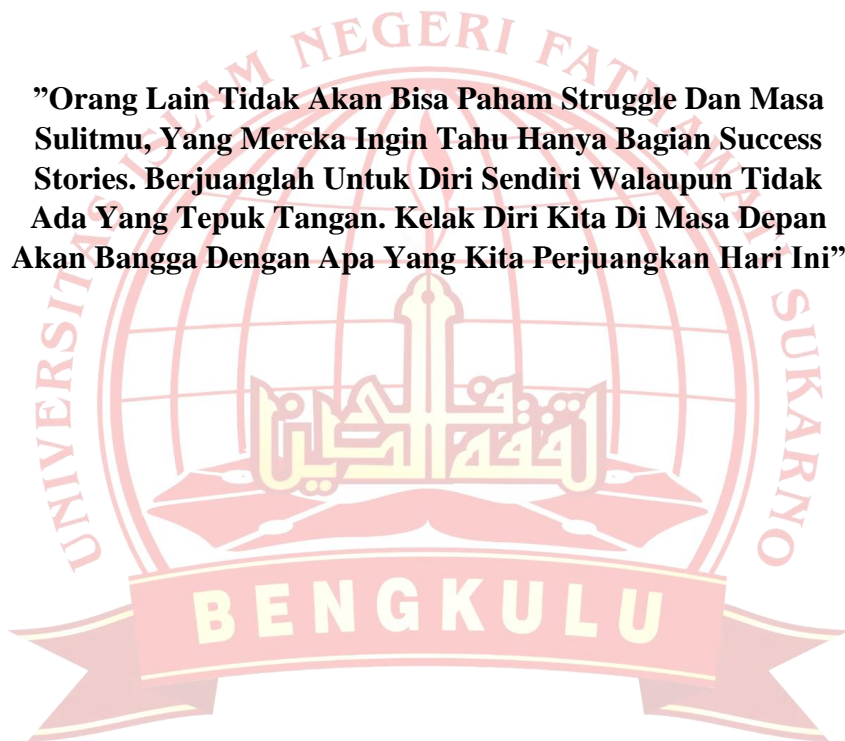 UNIVERSITAS ISLAM NEGERI FATMAWATI SUKARNO
”Orang Lain Tidak Akan Bisa Paham Struggle Dan Masa
Sulitmu, Yang Mereka Ingin Tahu Hanya Bagian Success
Stories. Berjuanglah Untuk Diri Sendiri Walaupun Tidak
Ada Yang Tepuk Tangan. Kelak Diri Kita Di Masa Depan
Akan Bangga Dengan Apa Yang Kita Perjuangkan Hari Ini”
BENGKULU